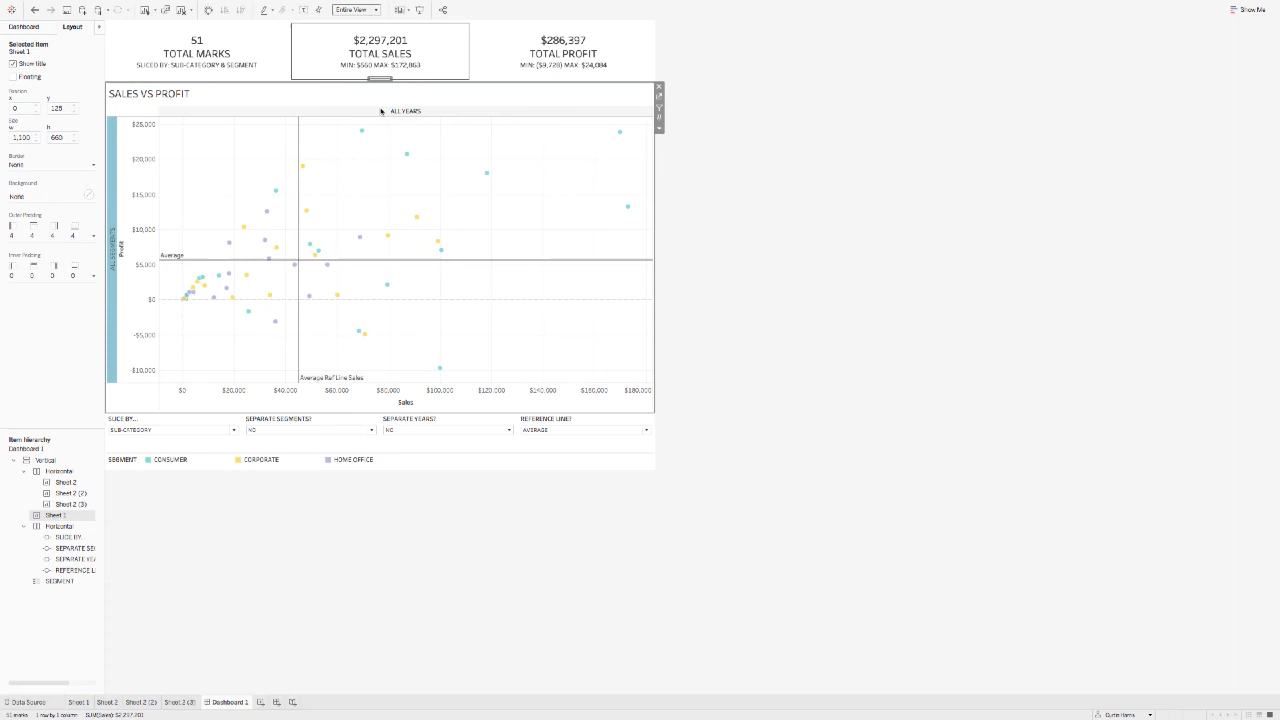 Entire View
Show Me
Dashboard
Layout
Selected item
Sheet 1
Show title
Floating
Position
x
y
0
125
Size
w
h
1,100
660
Border
None
Background
None
Outer Padding
4
4
4
4
Inner Padding
0
0
0
0
51
TOTAL MARKS
SLICED BY: SUB-CATEGORY & SEGMENT
$2,297,201
TOTAL SALES
MIN: $560 MAX: $172,863
$286,397
TOTAL PROFIT
MIN: ($9,728) MAX: $24,084
SALES VS PROFIT
ALL YEARS
ALL SEGMENTS
Profit
$25,000
$20,000
$15,000
$10,000
$5,000
$0
-$5,000
-$10,000
Average
Average Ref Line Sales
$0
$20,000
$40,000
$60,000
$80,000
$100,000
$120,000
$140,000
$160,000
$180,000
Sales
SLICE BY...
SEPARATE SEGMENTS?
SEPARATE YEARS?
REFERENCE LINE?
SUB-CATEGORY
NO
NO
AVERAGE
SEGMENT
CONSUMER
CORPORATE
HOME OFFICE
Item hierarchy
Dashboard 1
Vertical
Horizontal
Sheet 2
Sheet 2 (2)
Sheet 2 (3)
Sheet 1
Horizontal
SLICE BY..
SEPARATE SE
SEPARATE YE
REFERENCE L
SEGMENT
Data Source
Sheet 1
Sheet 2
Sheet 2 (2)
Sheet 2 (3)
Dashboard 1
51 marks
1 row by 1 column
SUM(Sales): $2,297,201
Curtis Harris